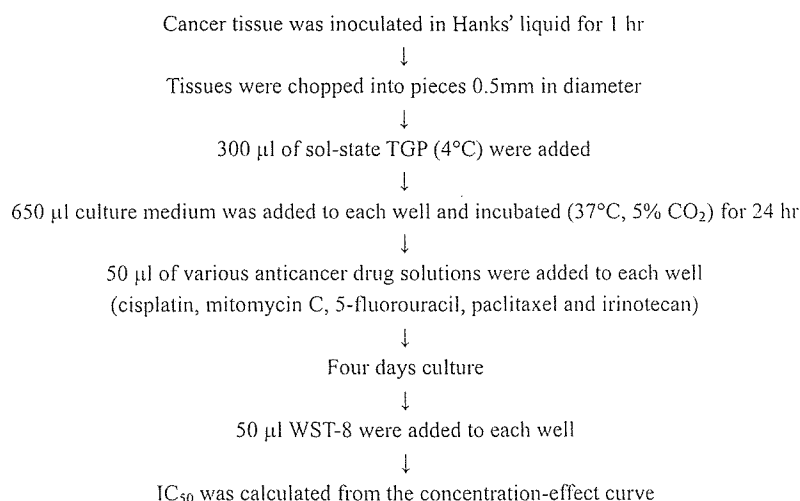 Cancer tissue was inoculated in Hanks' liquid for 1 hr
↓
Tissues were chopped into pieces 0.5mm in diameter
↓
300 µl of sol-state TGP (4°C) were added
↓
650 µl culture medium was added to each well and incubated (37°C, 5% CO₂) for 24 hr
↓
50 µl of various anticancer drug solutions were added to each well
(cisplatin, mitomycin C, 5-fluorouracil, paclitaxel and irinotecan)
↓
Four days culture
↓
50 µl WST-8 were added to each well
↓
IC₅₀ was calculated from the concentration-effect curve